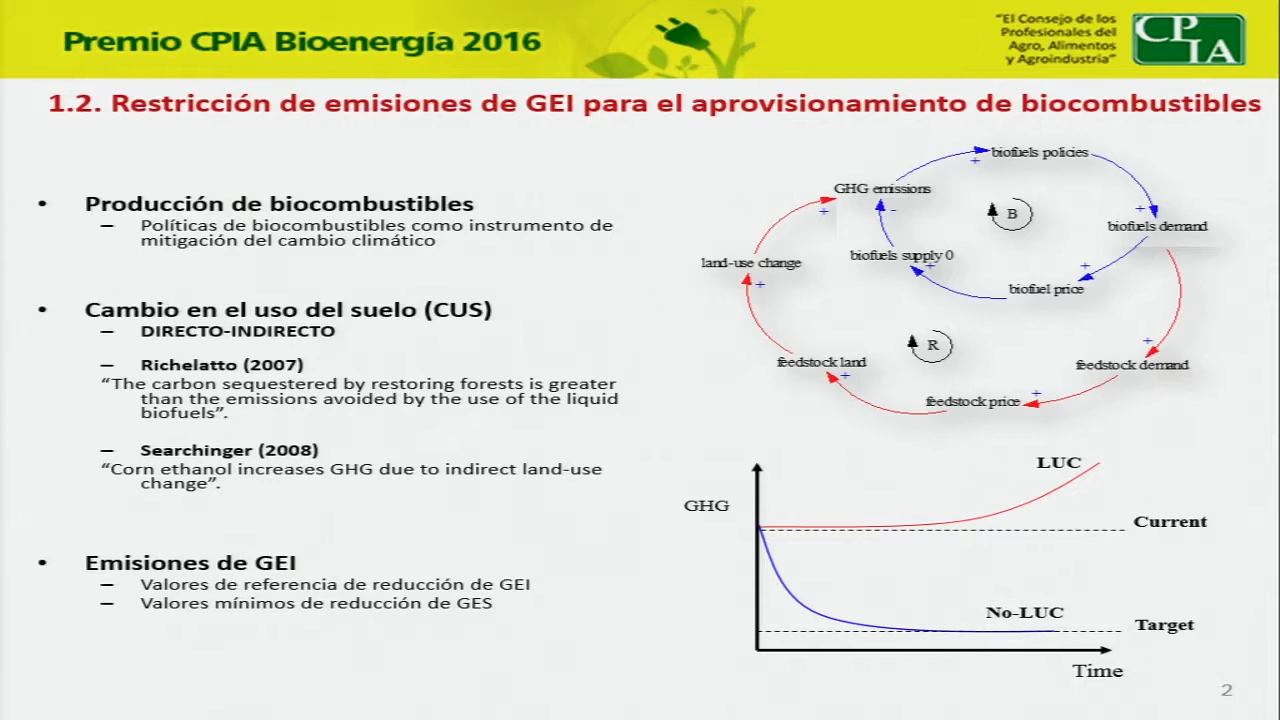 Premio CPIA Bioenergía 2016
"El Consejo de los
Profesionales del
Agro, Alimentos
y Agroindustria"
CP
IA
1.2. Restricción de emisiones de GEI para el aprovisionamiento de biocombustibles
• Producción de biocombustibles
– Políticas de biocombustibles como instrumento de
mitigación del cambio climático
• Cambio en el uso del suelo (CUS)
– DIRECTO-INDIRECTO
– Richelatto (2007)
"The carbon sequestered by restoring forests is greater
than the emissions avoided by the use of the liquid
biofuels".
– Searchinger (2008)
"Corn ethanol increases GHG due to indirect land-use
change".
• Emisiones de GEI
– Valores de referencia de reducción de GEI
– Valores mínimos de reducción de GES
biofuels policies
+
GHG emissions
+
-
B
+
biofuels demand
land-use change
biofuels supply 0
+
+
+
biofuel price
R
+
feedstock land
feedstock demand
+
+
feedstock price
LUC
GHG
Current
No-LUC
Target
Time
2